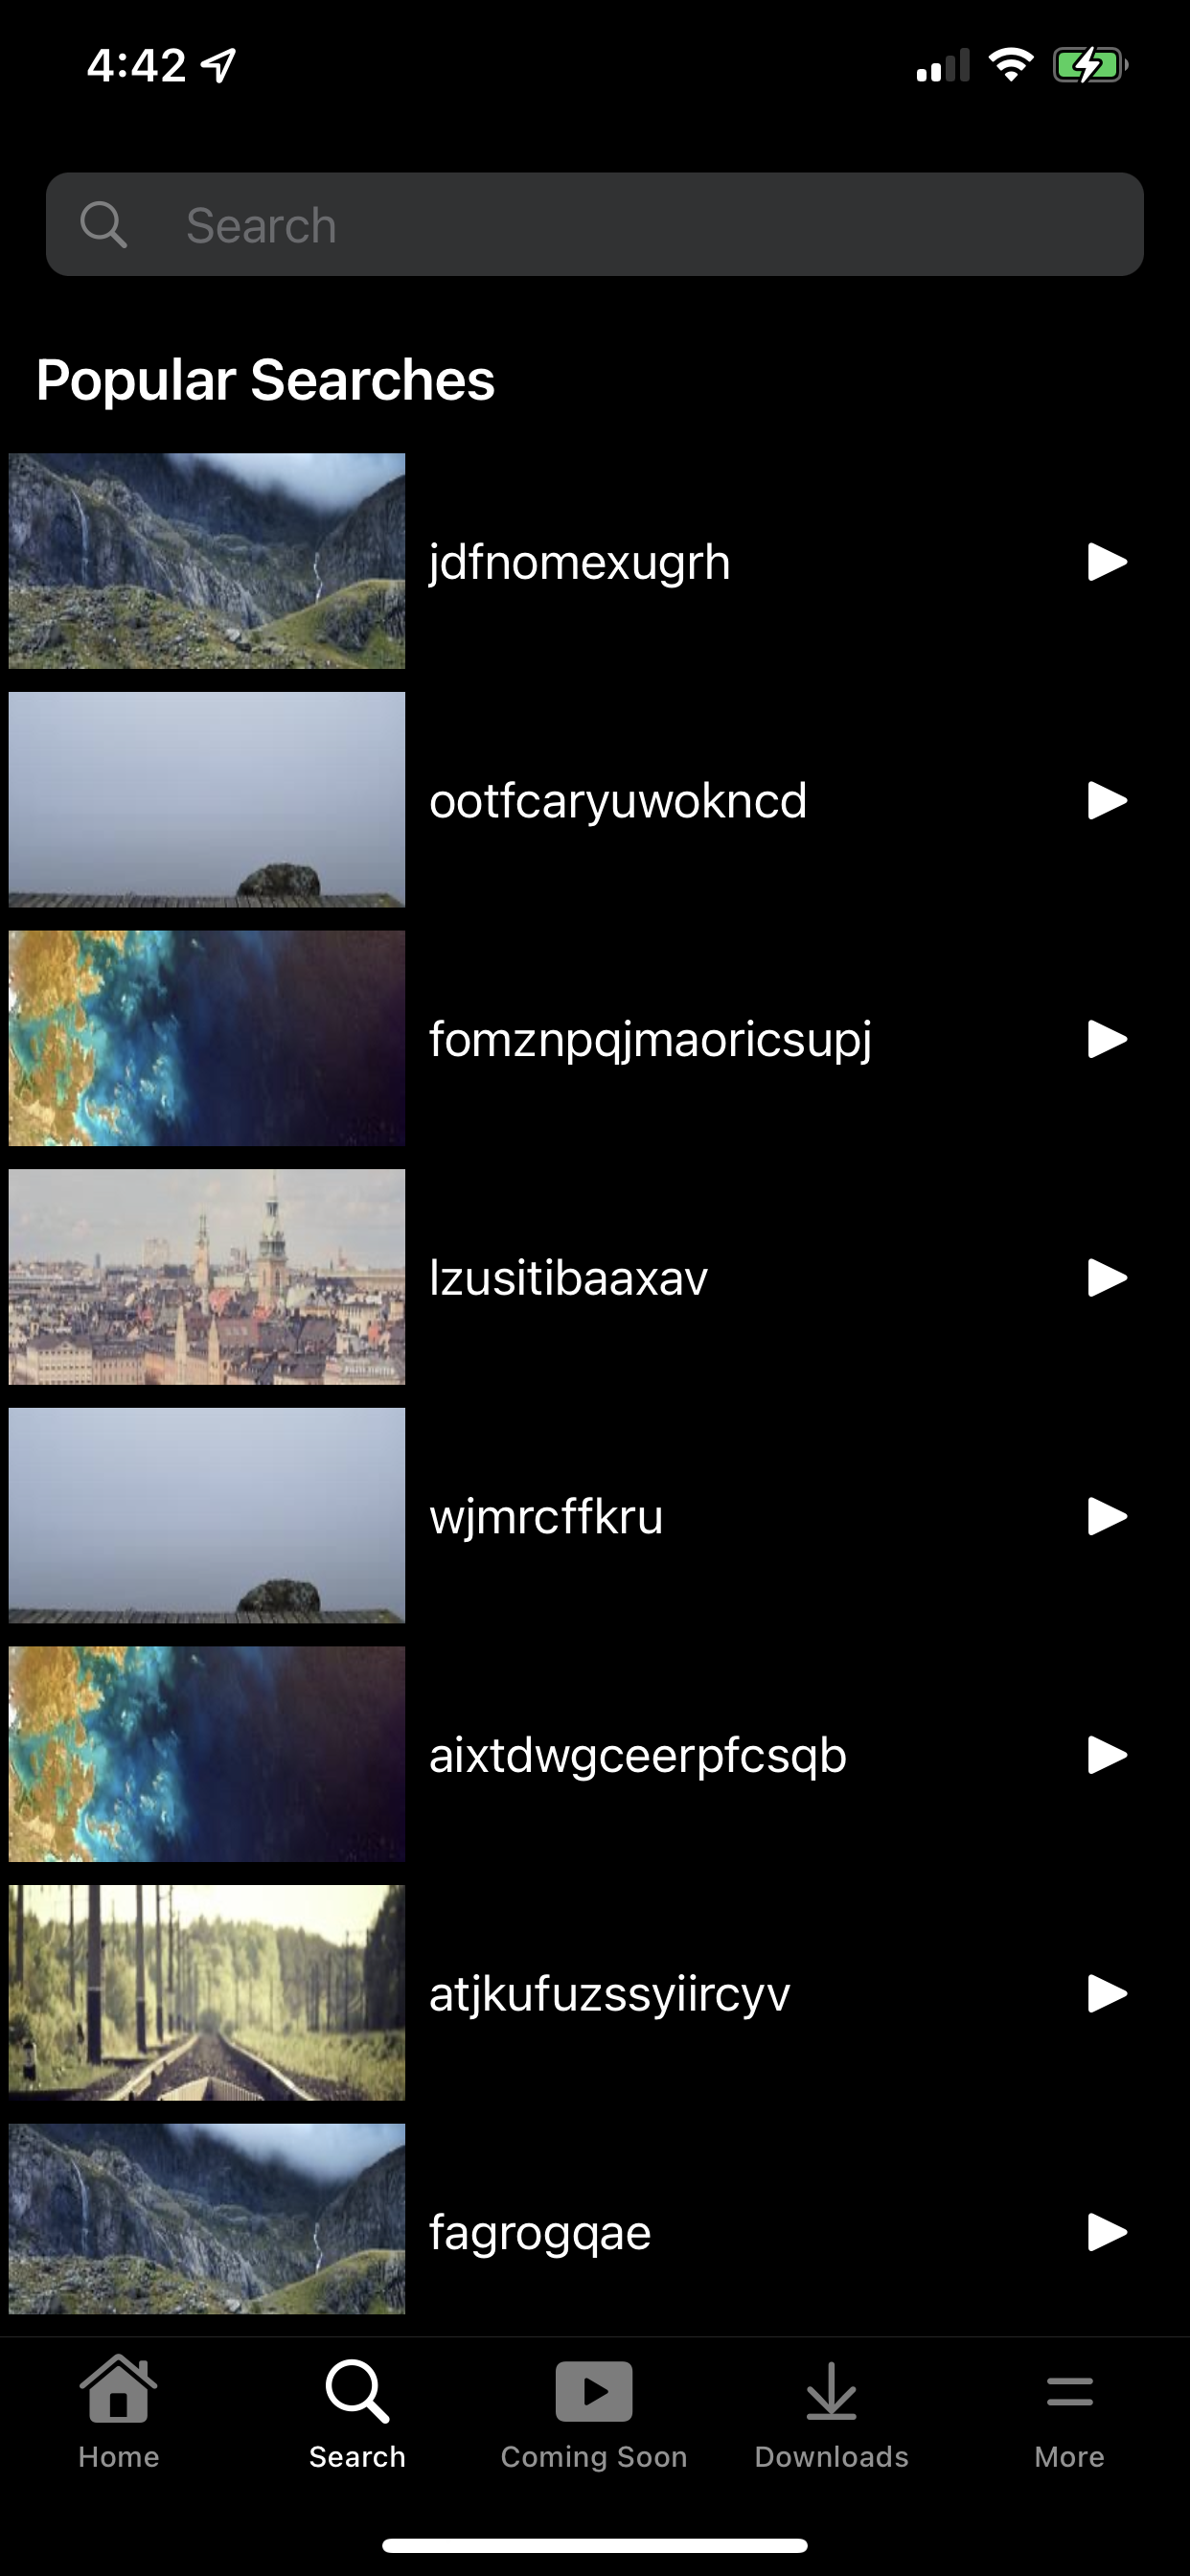 4:42
Search
Popular Searches
jdfnomexugrh
ootfcaryuwokncd
fomznpqjmaoricsupj
lzusitibaaxav
wjmrcffkru
aixtdwgceerpfcsqb
atjkufuzssyiircyv
fagrogqae
Home Search Coming Soon Downloads More